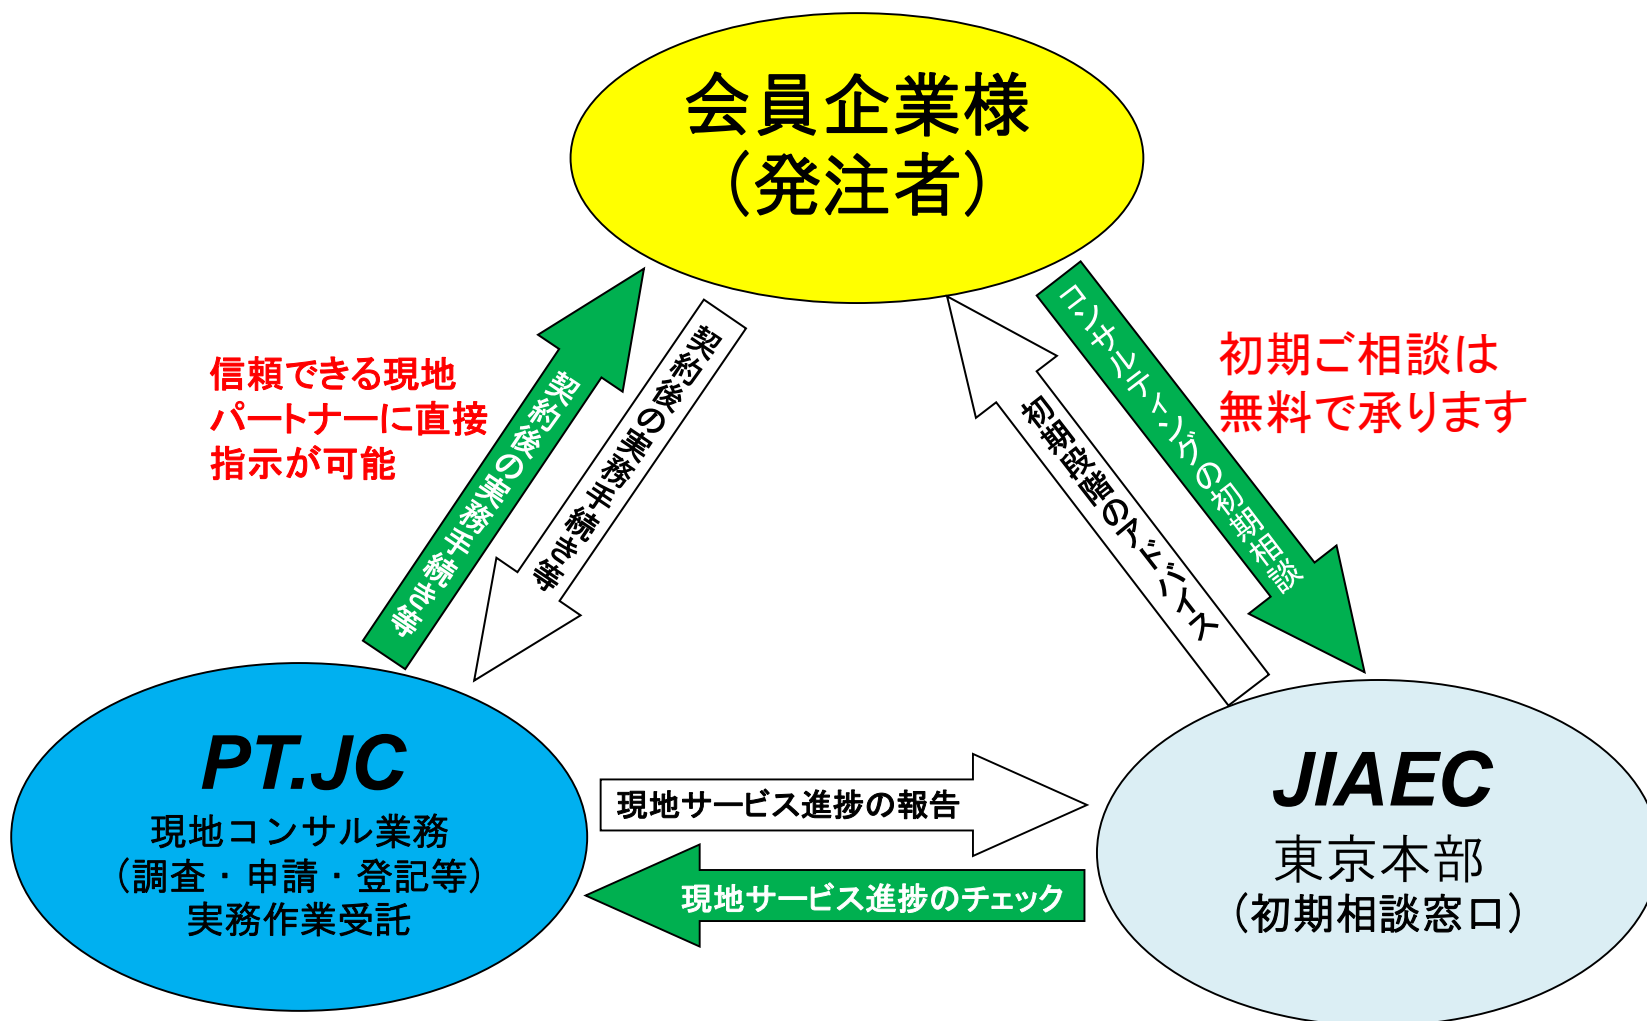 会員企業様
（発注者）
信頼できる現地
パートナーに直接
指示が可能
契約後の実務手続き等
契約後の実務手続き等
初期段階のアドバイス
コンサルティングの初期相談
初期ご相談は
無料で承ります
PT.JC
現地コンサル業務
（調査・申請・登記等）
実務作業受託
現地サービス進捗の報告
現地サービス進捗のチェック
JIAEC
東京本部
（初期相談窓口）